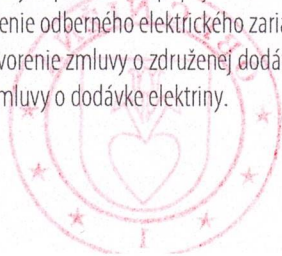 enie odberného elektrického zaria
vorenie zmluvy o združenej dodá
mluvy o dodávke elektriny.